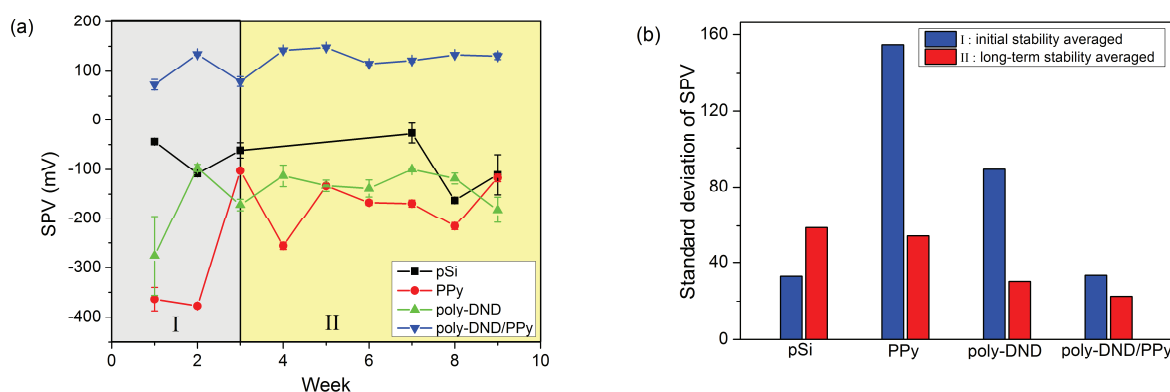 (a)
200
100
0
-100
-200
-300
-400
SPV (mV)
I
II
pSi
PPy
poly-DND
poly-DND/PPy
0 2 4 6 8 10
Week
(b)
160
120
80
40
0
Standard deviation of SPV
I : initial stability averaged
II : long-term stability averaged
pSi PPy poly-DND poly-DND/PPy